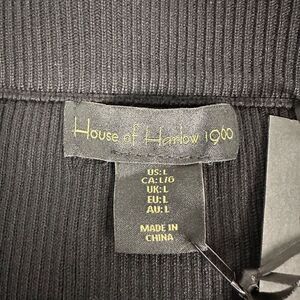 House of Harlow 1960
US: L
CA: L/G
UK: L
EU: L
AU: L
MADE IN
CHINA